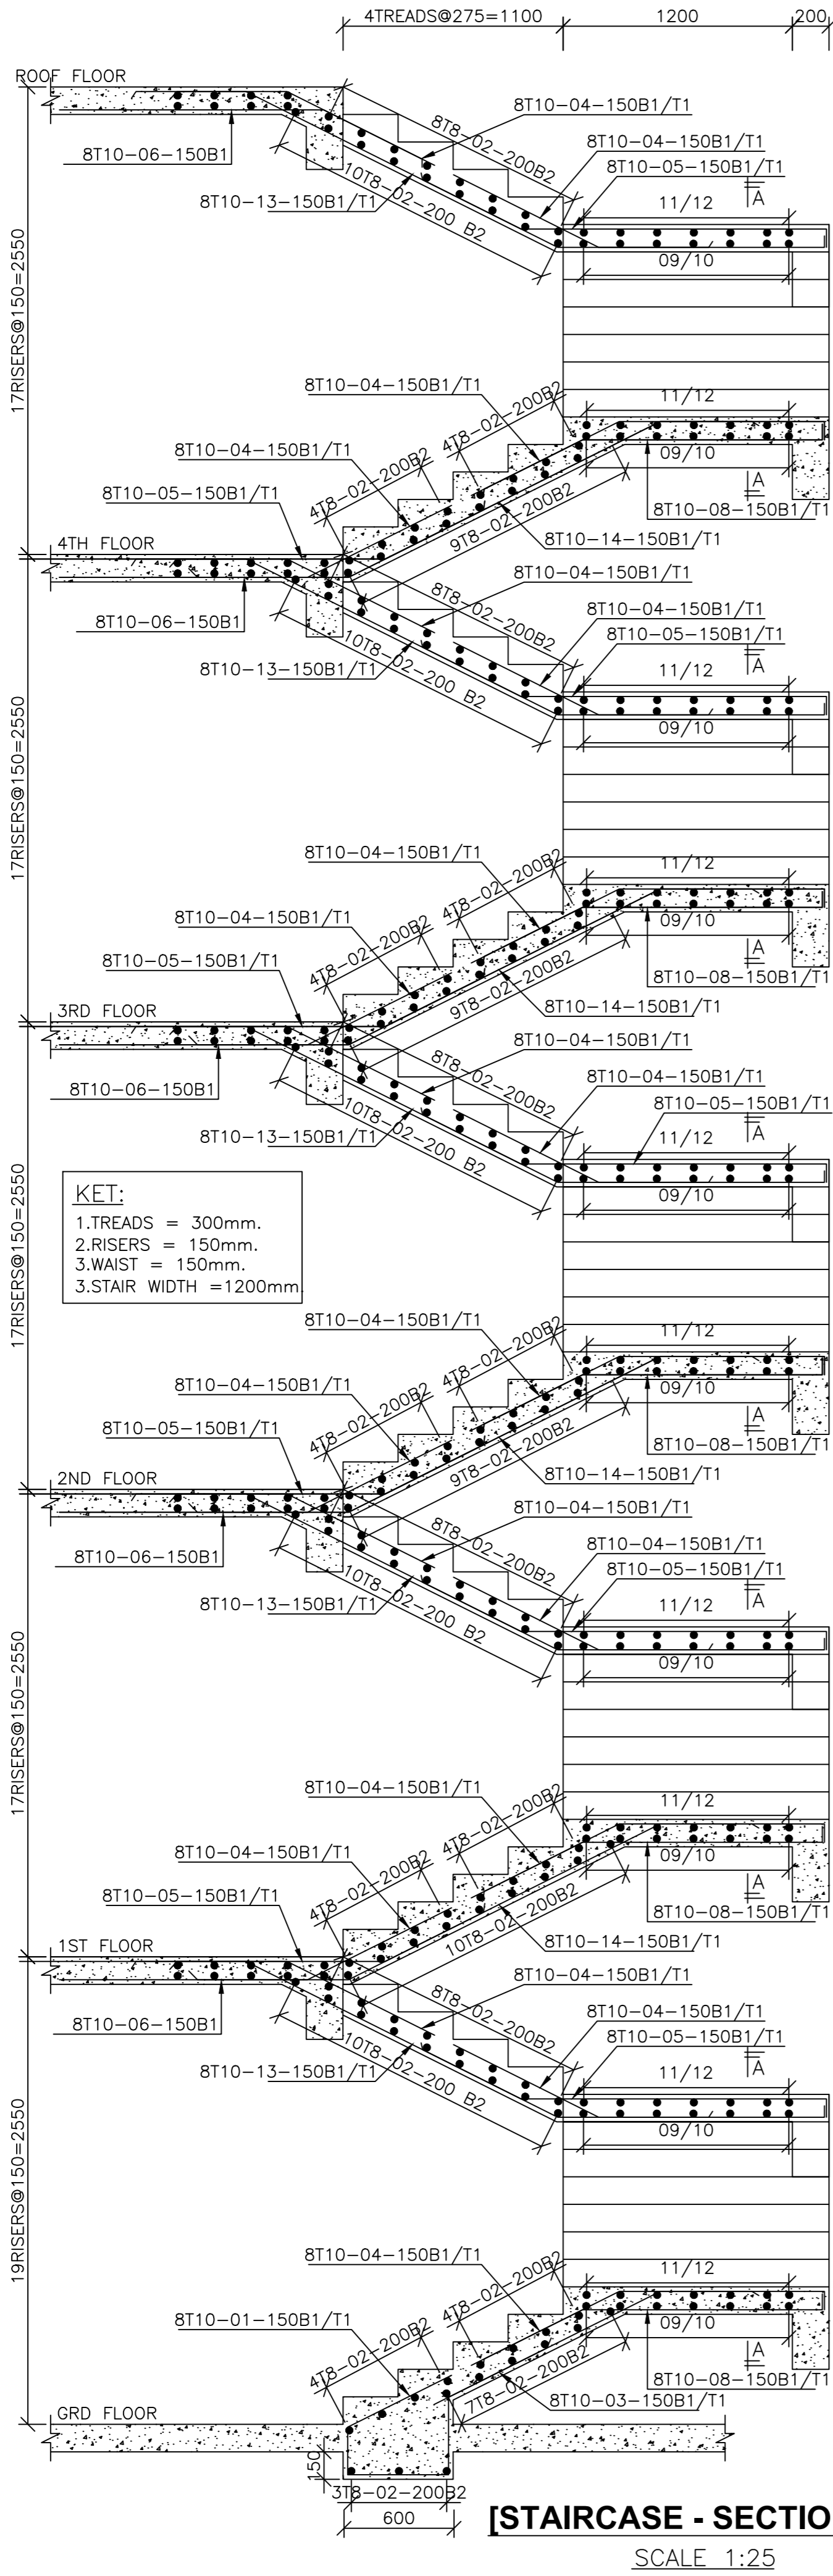 4TREADS@275=1100
1200
200
ROOF FLOOR
8T10-04-150B1/T1
8T8-02-200B2
8T10-04-150B1/T1
8T10-06-150B1
8T10-05-150B1/T1
A
10T8-02-200 B2
8T10-13-150B1/T1
11/12
09/10
17RISERS@150=2550
8T10-04-150B1/T1
11/12
4T8-02-200B2
8T10-04-150B1/T1
4T8-02-200B2
09/10
A
8T10-05-150B1/T1
9T8-02-200B2
8T10-08-150B1/T1
4TH FLOOR
8T10-14-150B1/T1
8T10-04-150B1/T1
8T8-02-200B2
8T10-04-150B1/T1
8T10-06-150B1
8T10-05-150B1/T1
A
10T8-02-200 B2
8T10-13-150B1/T1
11/12
09/10
17RISERS@150=2550
8T10-04-150B1/T1
11/12
4T8-02-200B2
8T10-04-150B1/T1
4T8-02-200B2
09/10
A
8T10-05-150B1/T1
9T8-02-200B2
8T10-08-150B1/T1
3RD FLOOR
8T10-14-150B1/T1
8T10-04-150B1/T1
8T8-02-200B2
8T10-04-150B1/T1
8T10-06-150B1
8T10-05-150B1/T1
A
10T8-02-200 B2
8T10-13-150B1/T1
11/12
09/10
KET:
1.TREADS = 300mm.
2.RISERS = 150mm.
3.WAIST = 150mm.
3.STAIR WIDTH =1200mm.
17RISERS@150=2550
8T10-04-150B1/T1
11/12
4T8-02-200B2
8T10-04-150B1/T1
4T8-02-200B2
09/10
A
8T10-05-150B1/T1
9T8-02-200B2
8T10-08-150B1/T1
2ND FLOOR
8T10-14-150B1/T1
8T10-04-150B1/T1
8T8-02-200B2
8T10-04-150B1/T1
8T10-06-150B1
8T10-05-150B1/T1
A
10T8-02-200 B2
8T10-13-150B1/T1
11/12
09/10
17RISERS@150=2550
8T10-04-150B1/T1
11/12
4T8-02-200B2
8T10-04-150B1/T1
4T8-02-200B2
09/10
A
8T10-05-150B1/T1
10T8-02-200B2
8T10-08-150B1/T1
1ST FLOOR
8T10-14-150B1/T1
8T10-04-150B1/T1
8T8-02-200B2
8T10-04-150B1/T1
8T10-06-150B1
8T10-05-150B1/T1
A
10T8-02-200 B2
8T10-13-150B1/T1
11/12
09/10
19RISERS@150=2550
8T10-04-150B1/T1
11/12
4T8-02-200B2
8T10-01-150B1/T1
4T8-02-200B2
09/10
A
7T8-02-200B2
8T10-08-150B1/T1
GRD FLOOR
8T10-03-150B1/T1
150
3T8-02-200B2
600
[STAIRCASE - SECTIO
SCALE 1:25